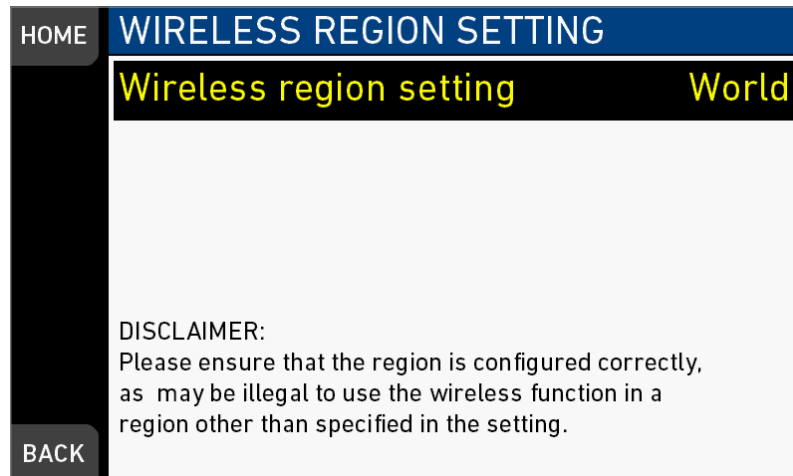 HOME
WIRELESS REGION SETTING
Wireless region setting World
DISCLAIMER:
Please ensure that the region is configured correctly,
as may be illegal to use the wireless function in a
region other than specified in the setting.
BACK